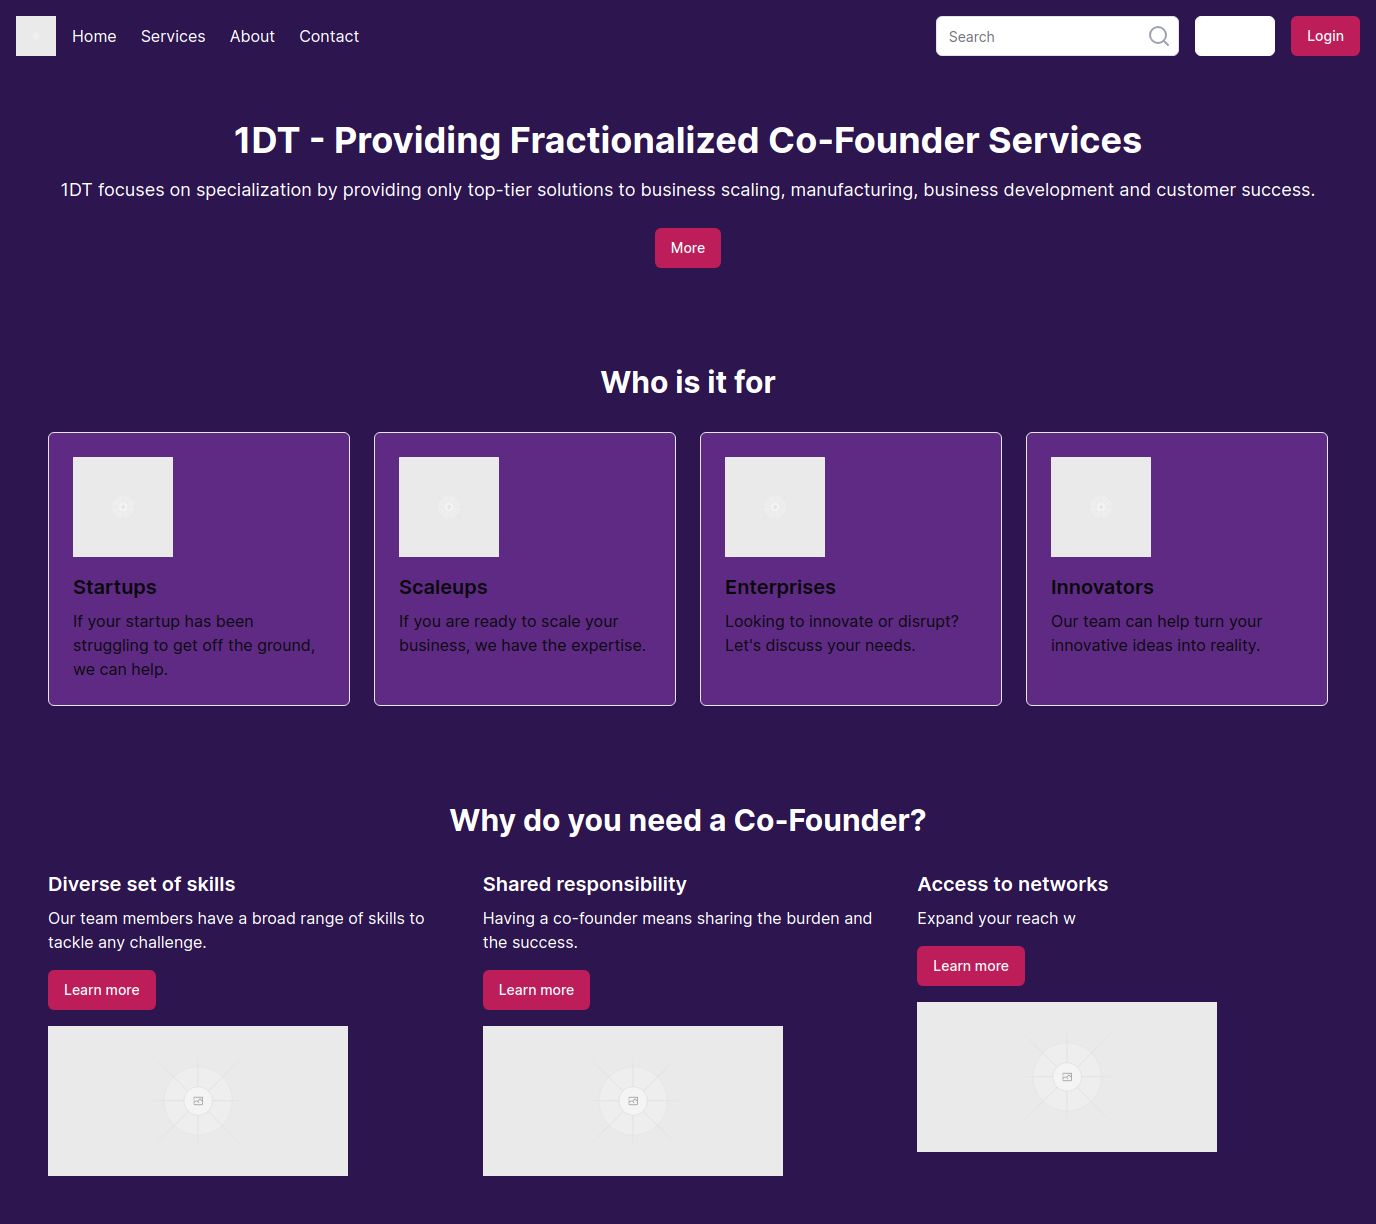 Home Services About Contact Search Login
1DT - Providing Fractionalized Co-Founder Services
1DT focuses on specialization by providing only top-tier solutions to business scaling, manufacturing, business development and customer success.
More
Who is it for
Startups
If your startup has been
struggling to get off the ground,
we can help.
Scaleups
If you are ready to scale your
business, we have the expertise.
Enterprises
Looking to innovate or disrupt?
Let's discuss your needs.
Innovators
Our team can help turn your
innovative ideas into reality.
Why do you need a Co-Founder?
Diverse set of skills
Our team members have a broad range of skills to
tackle any challenge.
Learn more
Shared responsibility
Having a co-founder means sharing the burden and
the success.
Learn more
Access to networks
Expand your reach w
Learn more